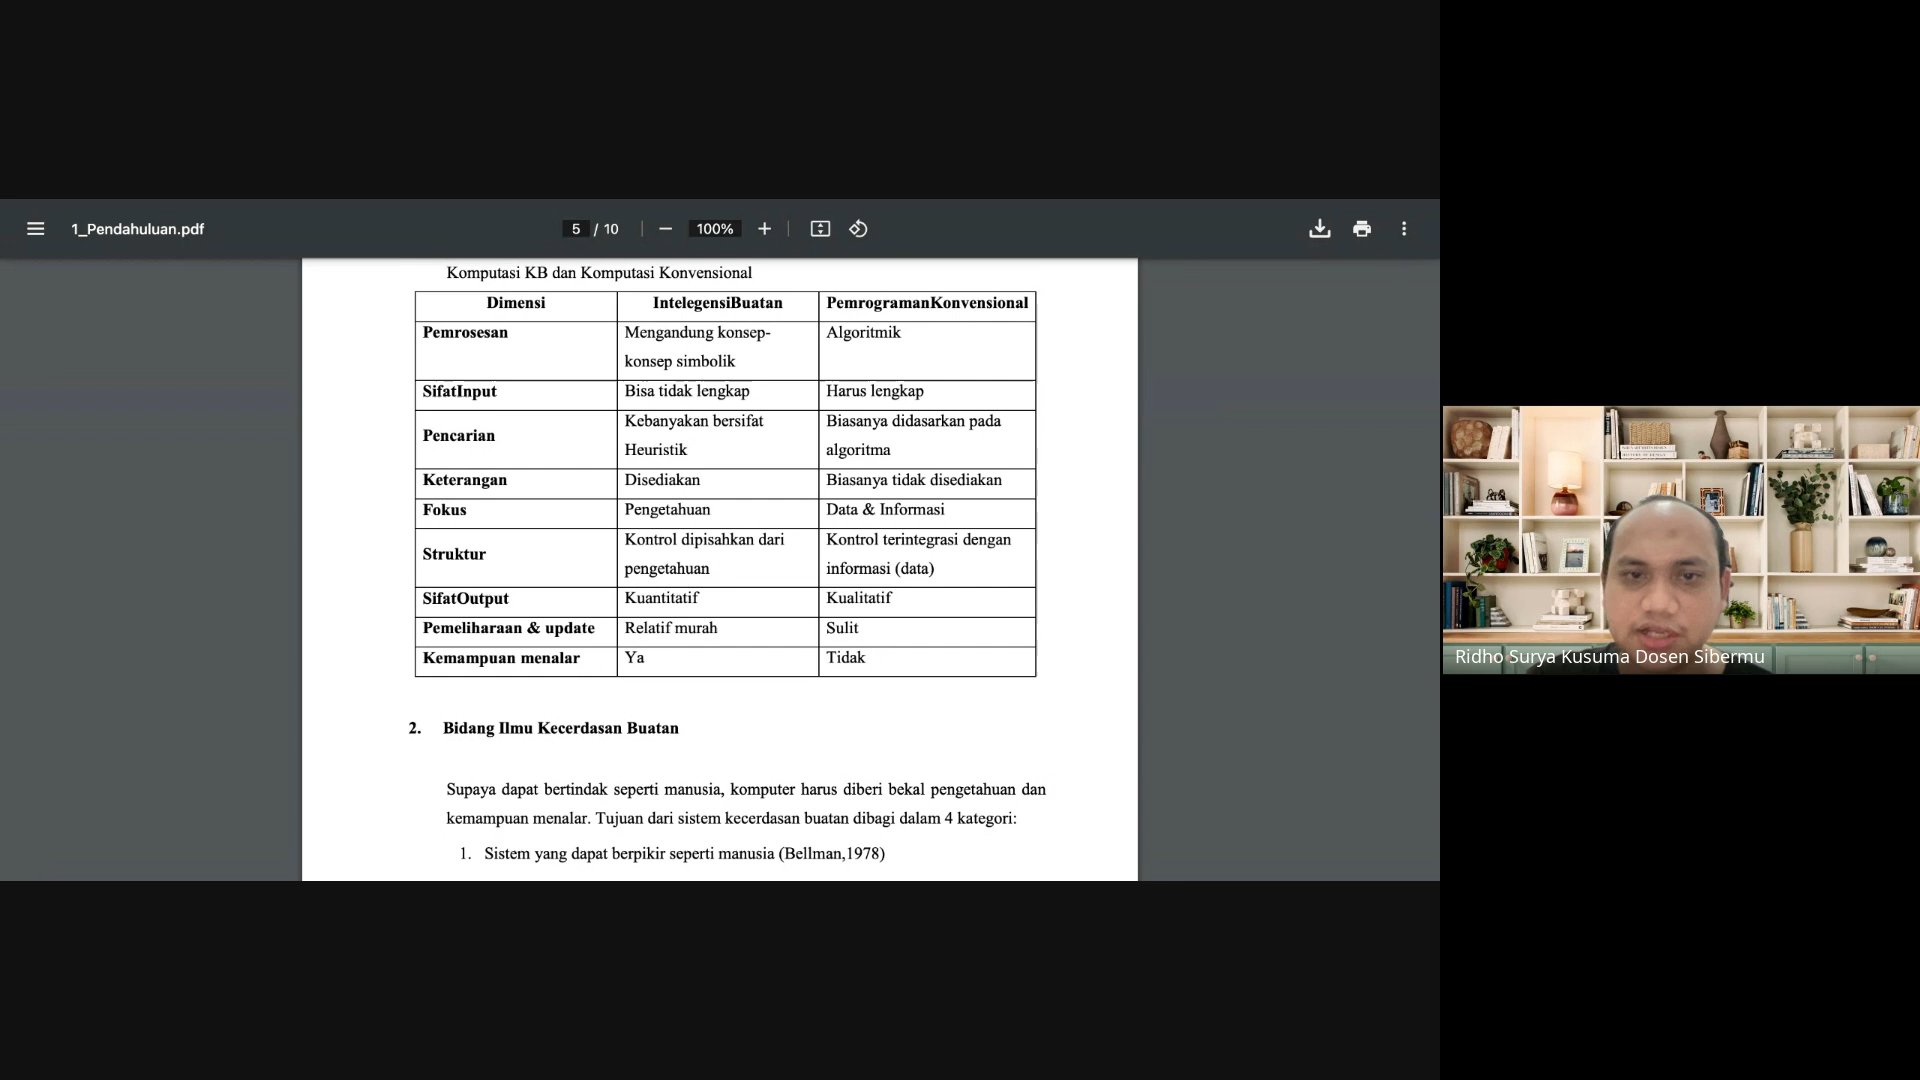 1_Pendahuluan.pdf
5 / 10
100%
Komputasi KB dan Komputasi Konvensional
Dimensi IntelegensiBuatan PemrogramanKonvensional
Pemrosesan Mengandung konsep- Algoritmik
konsep simbolik
SifatInput Bisa tidak lengkap Harus lengkap
Pencarian Kebanyakan bersifat Biasanya didasarkan pada
Heuristik algoritma
Keterangan Disediakan Biasanya tidak disediakan
Fokus Pengetahuan Data & Informasi
Struktur Kontrol dipisahkan dari Kontrol terintegrasi dengan
pengetahuan informasi (data)
SifatOutput Kuantitatif Kualitatif
Pemeliharaan & update Relatif murah Sulit
Kemampuan menalar Ya Tidak
2. Bidang Ilmu Kecerdasan Buatan
Supaya dapat bertindak seperti manusia, komputer harus diberi bekal pengetahuan dan
kemampuan menalar. Tujuan dari sistem kecerdasan buatan dibagi dalam 4 kategori:
1. Sistem yang dapat berpikir seperti manusia (Bellman,1978)
Ridho Surya Kusuma Dosen Sibermu